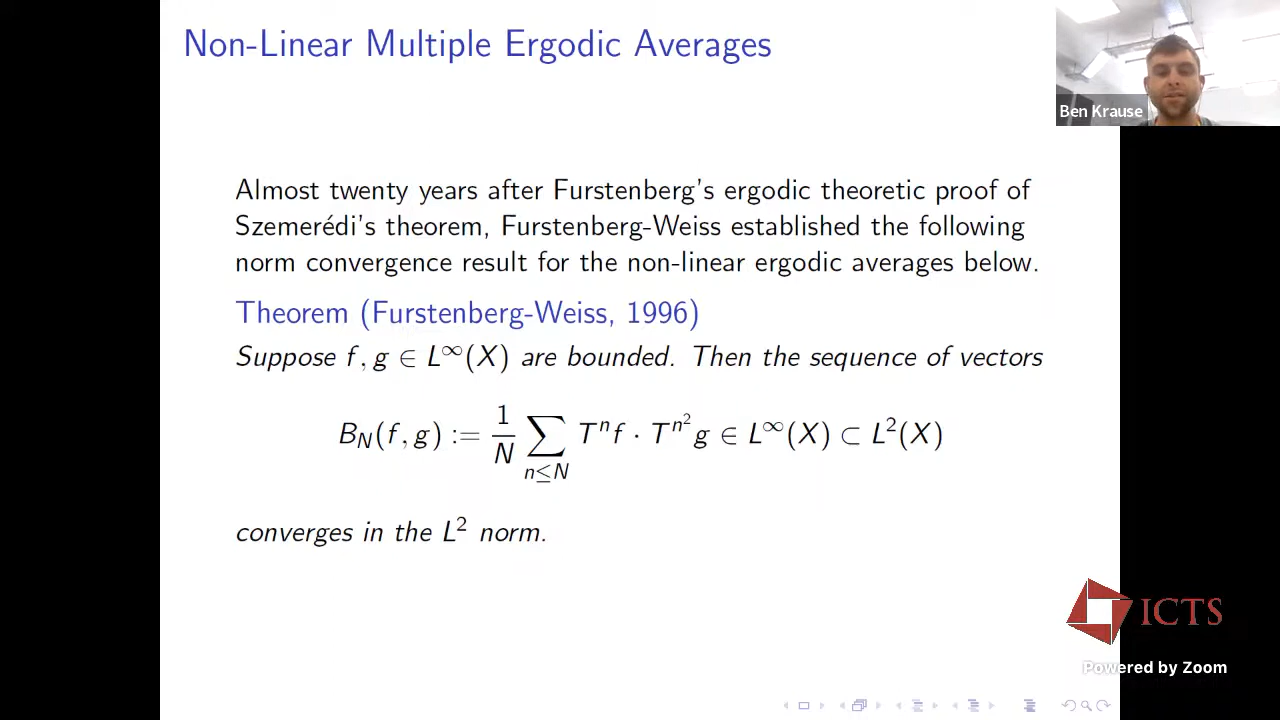 Non-Linear Multiple Ergodic Averages
Ben Krause
Almost twenty years after Furstenberg's ergodic theoretic proof of
Szemerédi's theorem, Furstenberg-Weiss established the following
norm convergence result for the non-linear ergodic averages below.
Theorem (Furstenberg-Weiss, 1996)
Suppose f, g ∈ L^∞(X) are bounded. Then the sequence of vectors
B_N(f, g) := 1/N ∑_{n≤N} T^n f · T^{n^2} g ∈ L^∞(X) ⊂ L^2(X)
converges in the L^2 norm.
ICTS
Powered by Zoom